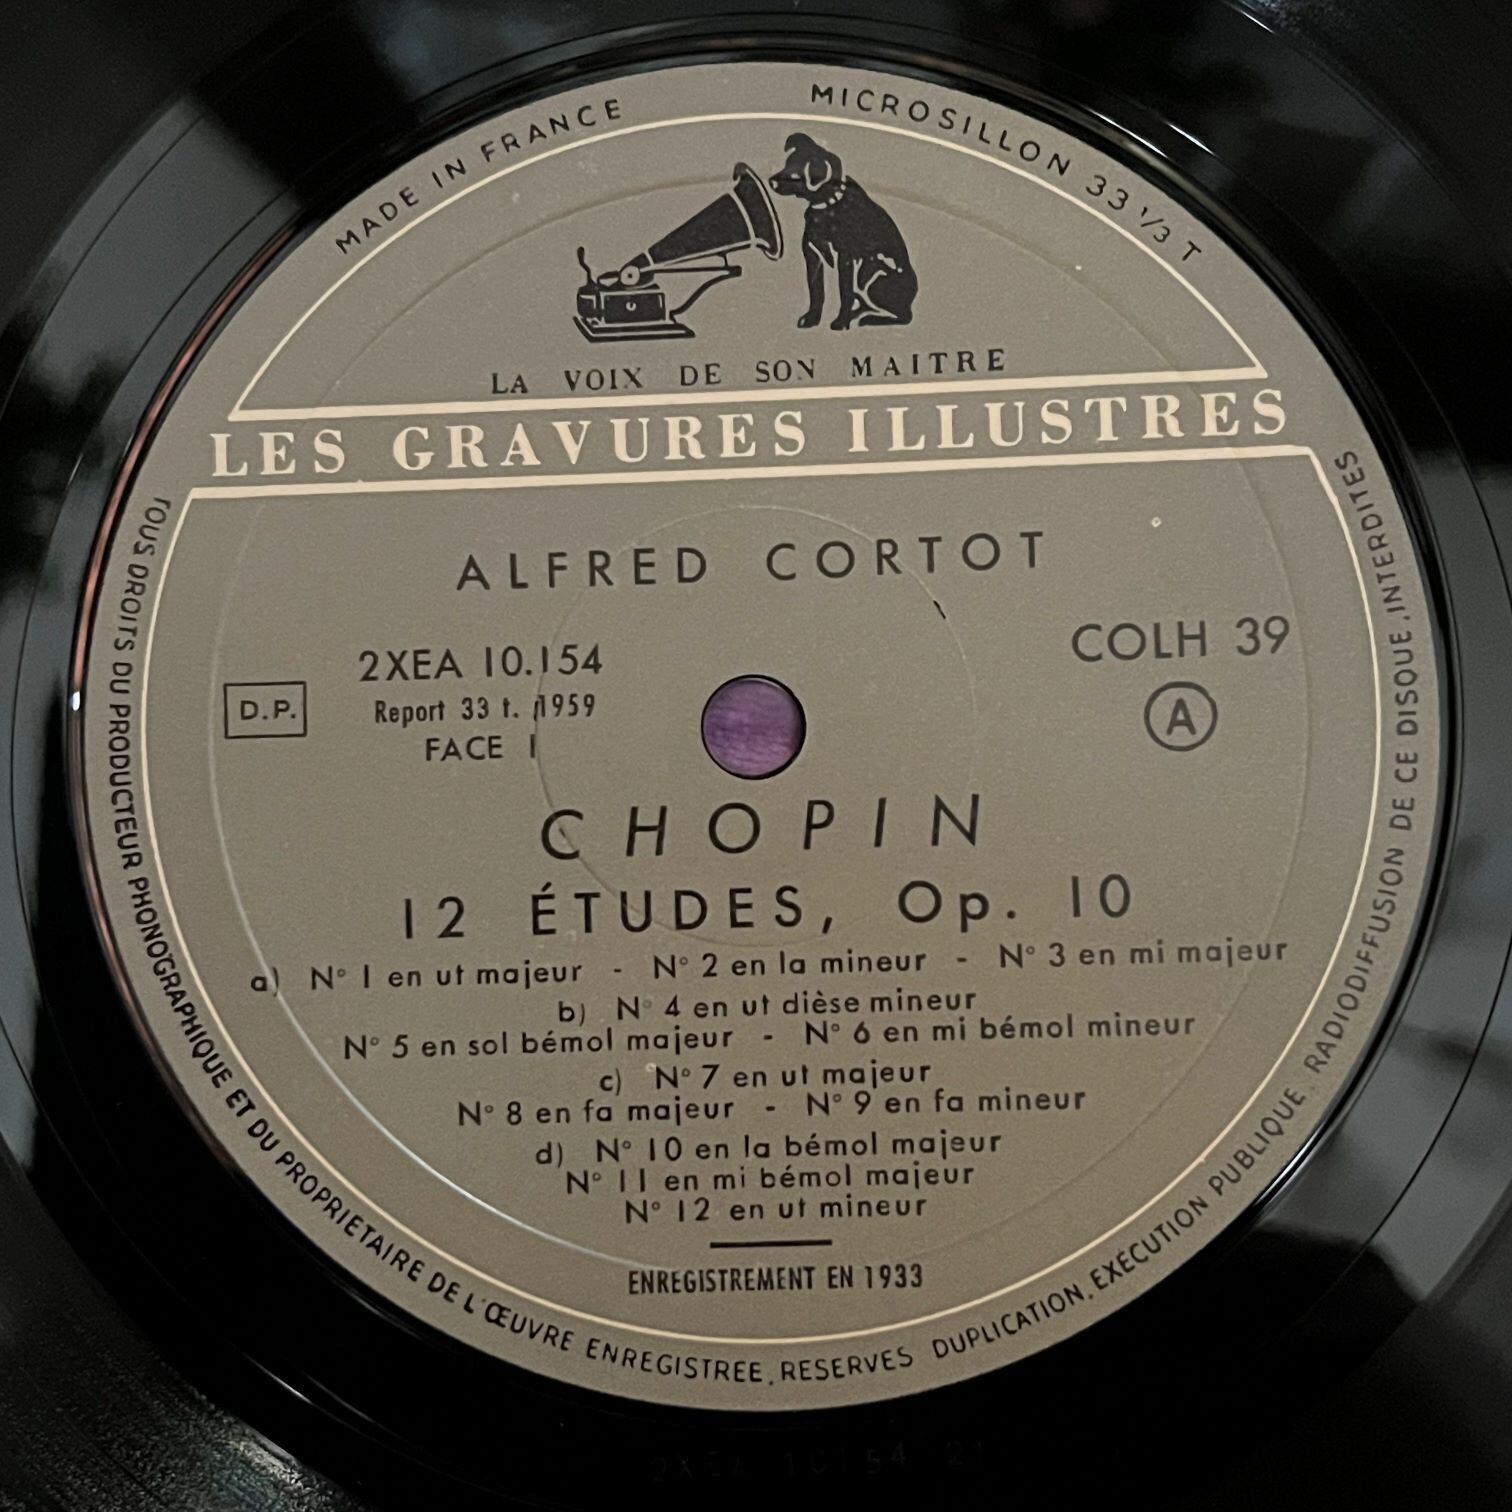 MADE IN FRANCE
MICROSILLON 33 1/3 T
LA VOIX DE SON MAITRE
LES GRAVURES ILLUSTRES
ALFRED CORTOT
2XEA 10.154
COLH 39
D.P.
Report 33 t. 1959
A
FACE 1
CHOPIN
12 ÉTUDES, Op. 10
a) N° 1 en ut majeur - N° 2 en la mineur - N° 3 en mi majeur
b) N° 4 en ut dièse mineur
N° 5 en sol bémol majeur - N° 6 en mi bémol mineur
c) N° 7 en ut majeur
N° 8 en fa majeur - N° 9 en fa mineur
d) N° 10 en la bémol majeur
N° 11 en mi bémol majeur
N° 12 en ut mineur
ENREGISTREMENT EN 1933
TOUS DROITS DU PRODUCTEUR PHONOGRAPHIQUE ET DU PROPRIETAIRE DE L'ŒUVRE ENREGISTREE, RESERVES DUPLICATION, EXECUTION PUBLIQUE, RADIODIFFUSION DE CE DISQUE, INTERDITES
2XEA 10154 21